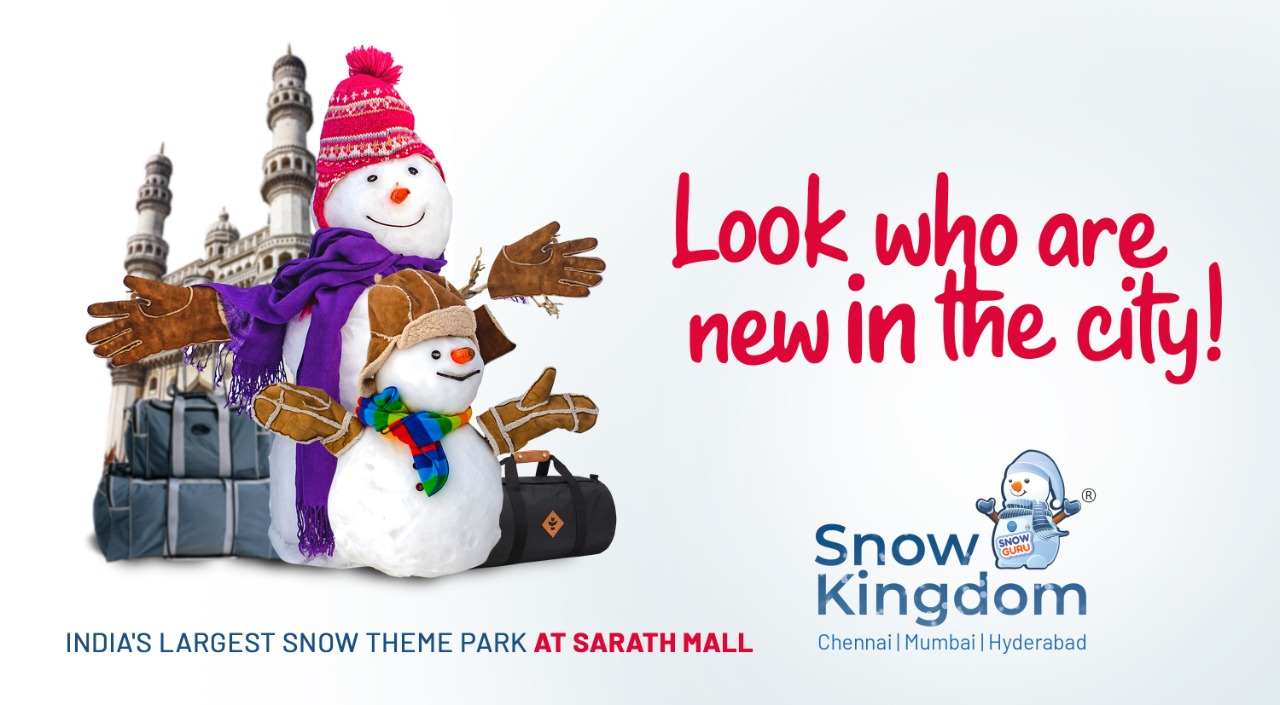 Look who are
new in the city!
SNOW
GURU
®
Snow
Kingdom
Chennai | Mumbai | Hyderabad
INDIA'S LARGEST SNOW THEME PARK AT SARATH MALL